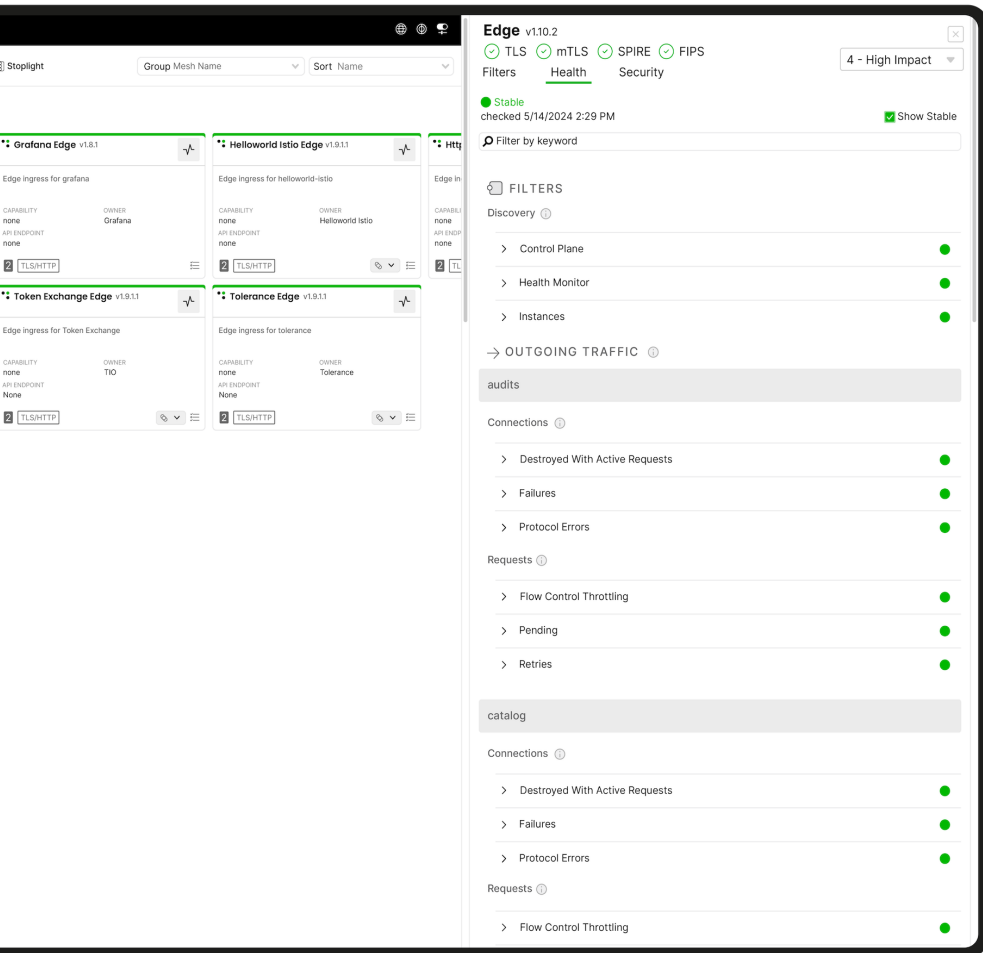 Stoplight
Group Mesh Name
Sort Name
Grafana Edge v1.8.1
Edge ingress for grafana
CAPABILITY OWNER
none Grafana
API ENDPOINT
none
2 TLS/HTTP
Helloworld Istio Edge v1.9.1.1
Edge ingress for helloworld-istio
CAPABILITY OWNER
none Helloworld Istio
API ENDPOINT
none
2 TLS/HTTP
Edge in
none
none
2 TL
Token Exchange Edge v1.9.1.1
Edge ingress for Token Exchange
CAPABILITY OWNER
none TIO
API ENDPOINT
None
2 TLS/HTTP
Tolerance Edge v1.9.1.1
Edge ingress for tolerance
CAPABILITY OWNER
none Tolerance
API ENDPOINT
None
2 TLS/HTTP
Edge v1.10.2
TLS mTLS SPIRE FIPS
4 - High Impact
Filters Health Security
Stable
checked 5/14/2024 2:29 PM
Show Stable
Filter by keyword
FILTERS
Discovery
Control Plane
Health Monitor
Instances
OUTGOING TRAFFIC
audits
Connections
Destroyed With Active Requests
Failures
Protocol Errors
Requests
Flow Control Throttling
Pending
Retries
catalog
Connections
Destroyed With Active Requests
Failures
Protocol Errors
Requests
Flow Control Throttling